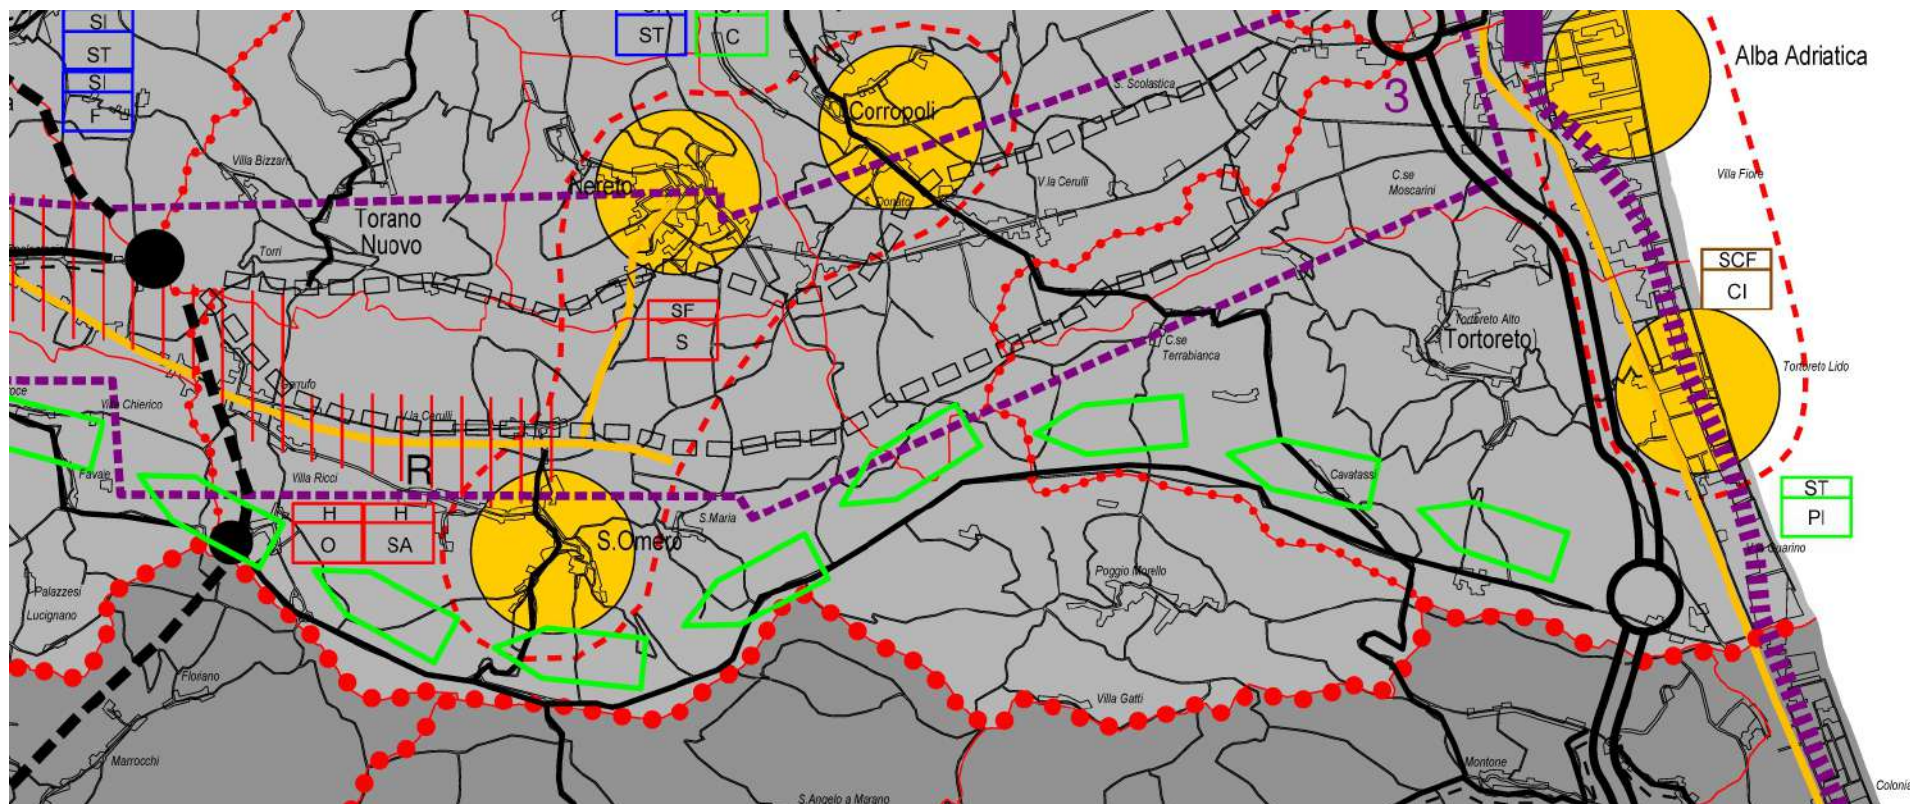 SI
ST
SI
F
ST
C
Alba Adriatica
S. Scolastica
3
Corropoli
Villa Bizzarri
Nereto
V.la Cerulli
C.se
Moscarini
Villa Fiore
S. Donato
Torano
Nuovo
Torri
SCF
CI
SF
S
Tortoreto Alto
(Tortoreto)
C.se
Terrabianca
Tortoreto Lido
Garrufo
Villa Chierico
V.la Cerulli
R
Favale
Villa Ricci
Cavatassi
ST
PI
H
H
O
SA
S.Maria
S.Omero
Villa Guarino
Poggio Morello
Palazzesi
Lucignano
Floriano
Villa Gatti
Marrocchi
Montone
S.Angelo a Marano
Colonia